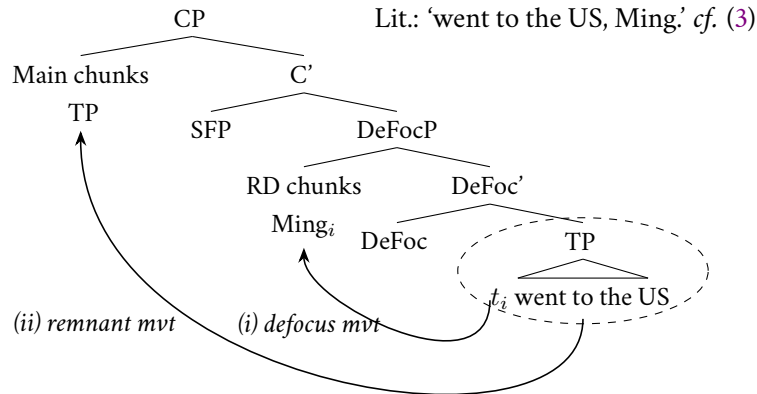 CP
Lit.: ‘went to the US, Ming.’ cf. (3)
Main chunks
C’
TP
SFP
DeFocP
RD chunks
DeFoc’
Mingᵢ
DeFoc
TP
tᵢ went to the US
(ii) remnant mvt
(i) defocus mvt